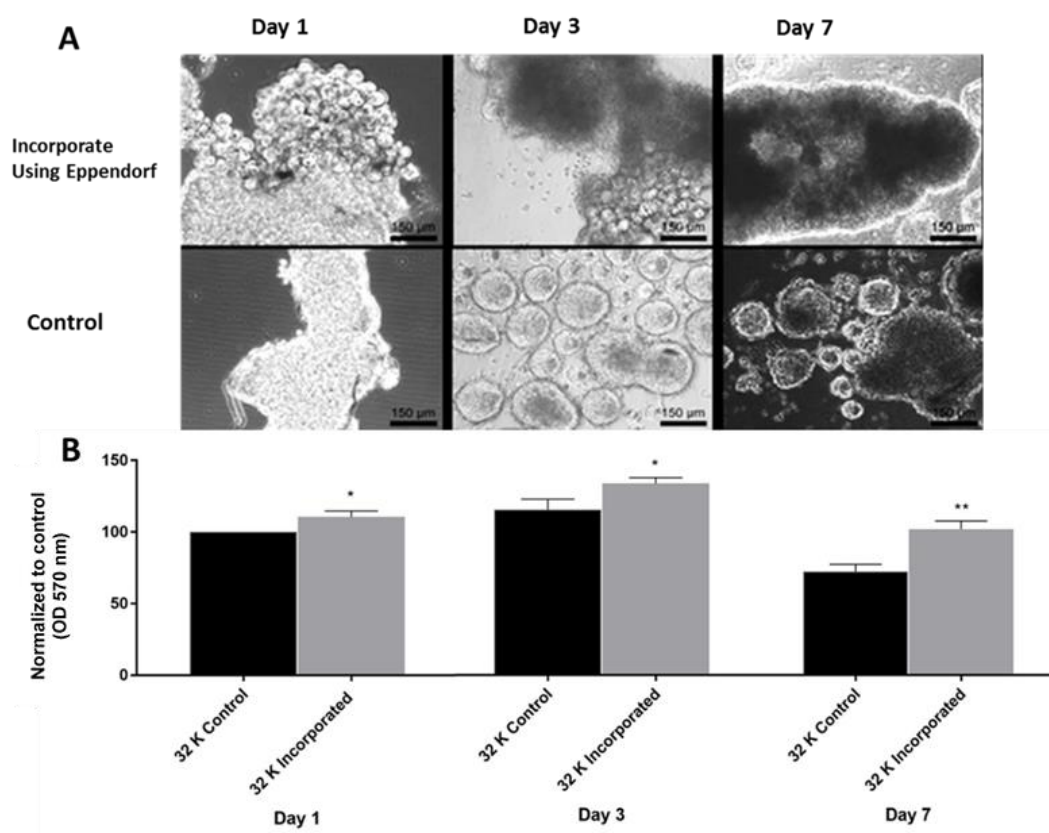 A
Day 1
Day 3
Day 7
Incorporate
Using Eppendorf
150 µm
150 µm
150 µm
Control
150 µm
150 µm
150 µm
B
Normalized to control
(OD 570 nm)
150
100
50
0
*
*
**
32 K Control
32 K Incorporated
32 K Control
32 K Incorporated
32 K Control
32 K Incorporated
Day 1
Day 3
Day 7